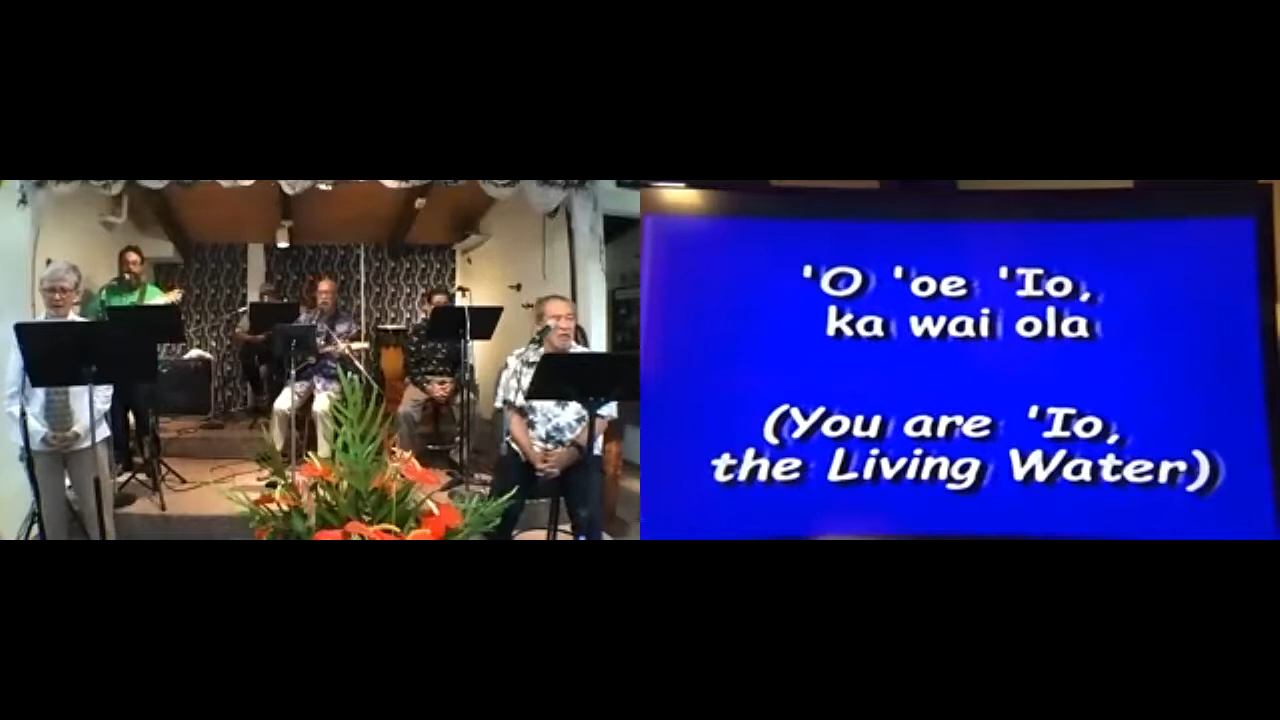 'O 'oe 'Io,
ka wai ola
(You are 'Io,
the Living Water)